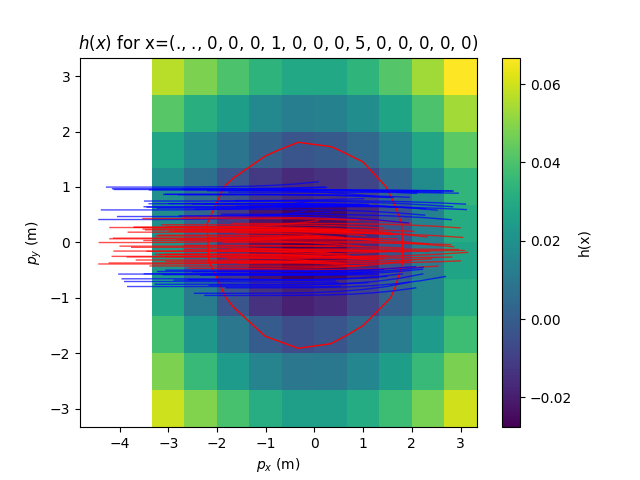 h(x) for x=(., ., 0, 0, 0, 1, 0, 0, 0, 5, 0, 0, 0, 0, 0)
3
2
1
0
−1
−2
−3
p_y (m)
−4 −3 −2 −1 0 1 2 3
p_x (m)
0.06
0.04
0.02
0.00
−0.02
h(x)